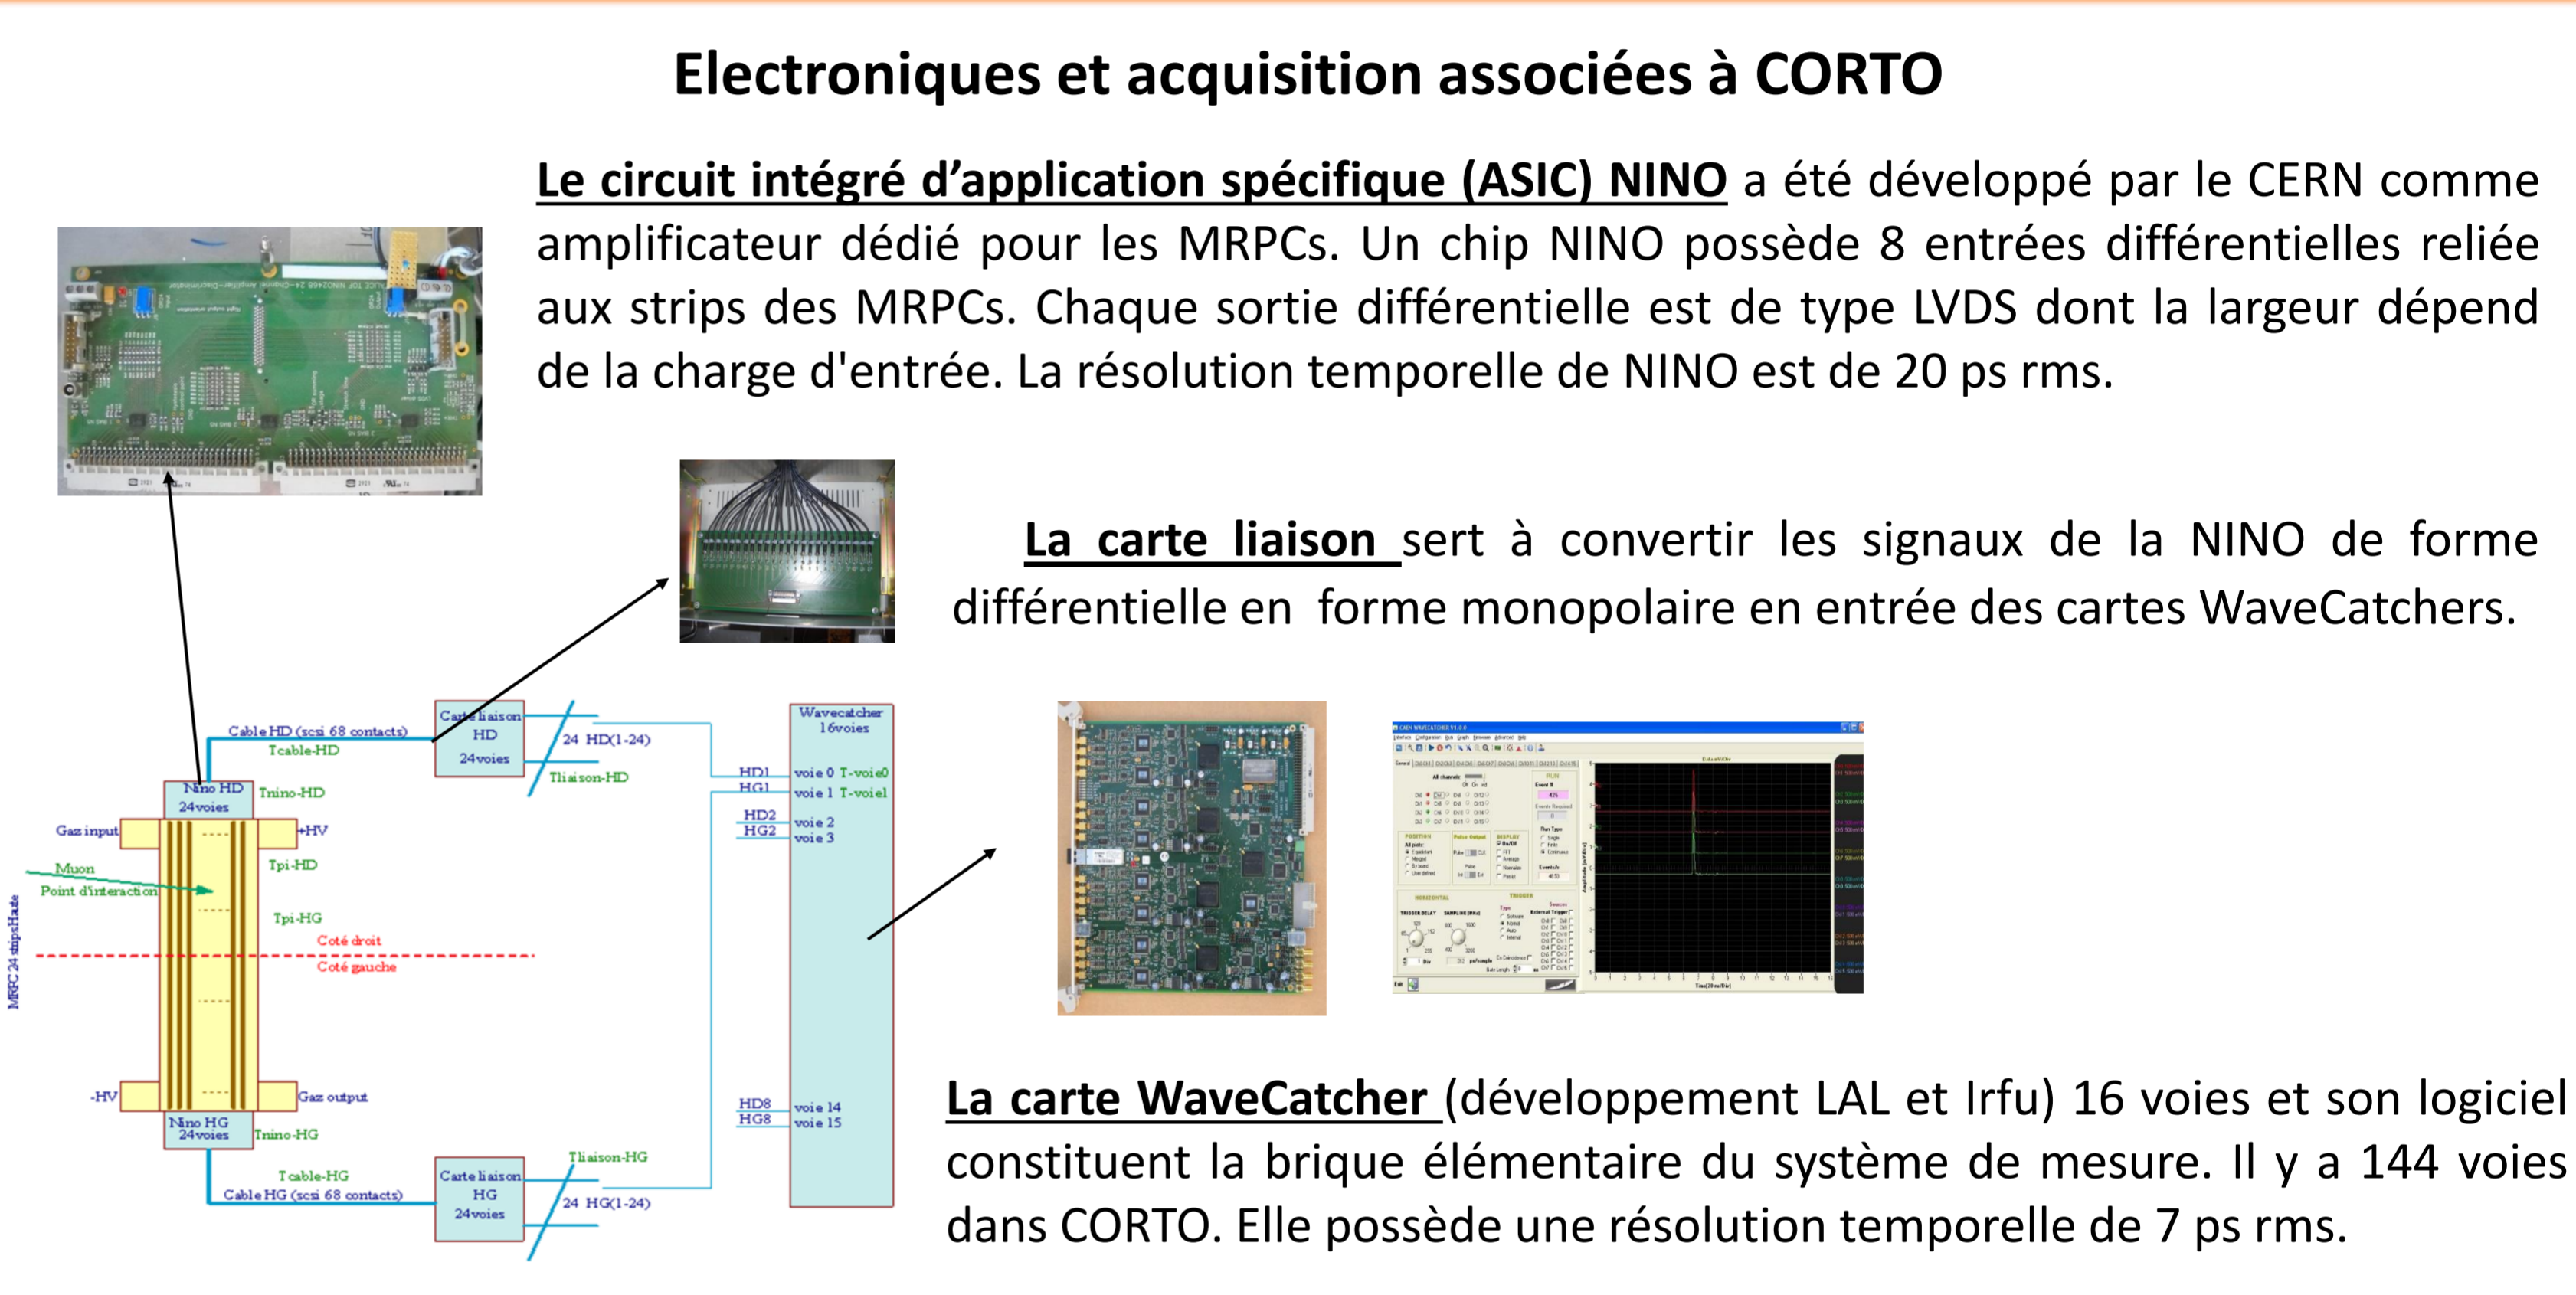 Electroniques et acquisition associées à CORTO
Le circuit intégré d’application spécifique (ASIC) NINO a été développé par le CERN comme
amplificateur dédié pour les MRPCs. Un chip NINO possède 8 entrées différentielles reliée
aux strips des MRPCs. Chaque sortie différentielle est de type LVDS dont la largeur dépend
de la charge d'entrée. La résolution temporelle de NINO est de 20 ps rms.
La carte liaison sert à convertir les signaux de la NINO de forme
différentielle en forme monopolaire en entrée des cartes WaveCatchers.
Cable HD (scsi 68 contacts)
Tcable-HD
Carte liaison
HD
24voies
24 HD(1-24)
Tliaison-HD
Wavecatcher
16voies
Nino HD
24voies
Tnino-HD
HD1
voie 0 T-voie0
HG1
voie 1 T-voie1
HD2
voie 2
HG2
voie 3
Gaz input
+HV
Tpi-HD
Muon
Point d'interaction
Tpi-HG
Coté droit
Coté gauche
MRPC 24 strips Haute
-HV
Gaz output
Nino HG
24voies
Tnino-HG
HD8
voie 14
HG8
voie 15
Tcable-HG
Cable HG (scsi 68 contacts)
Carte liaison
HG
24voies
Tliaison-HG
24 HG(1-24)
La carte WaveCatcher (développement LAL et Irfu) 16 voies et son logiciel
constituent la brique élémentaire du système de mesure. Il y a 144 voies
dans CORTO. Elle possède une résolution temporelle de 7 ps rms.